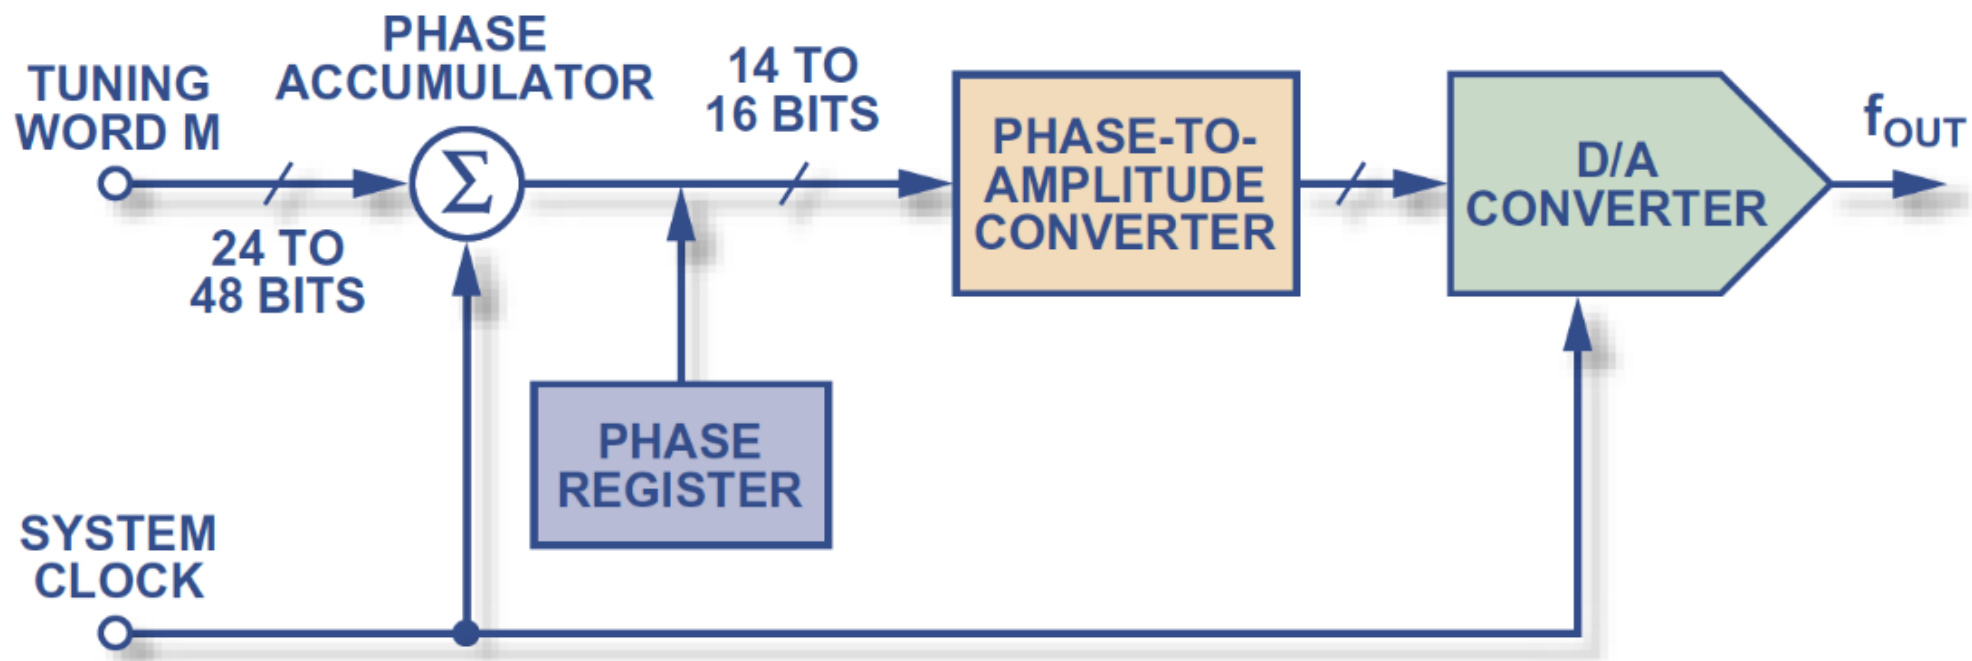 TUNING
WORD M
PHASE
ACCUMULATOR
14 TO
16 BITS
Σ
24 TO
48 BITS
PHASE-TO-
AMPLITUDE
CONVERTER
D/A
CONVERTER
fOUT
PHASE
REGISTER
SYSTEM
CLOCK